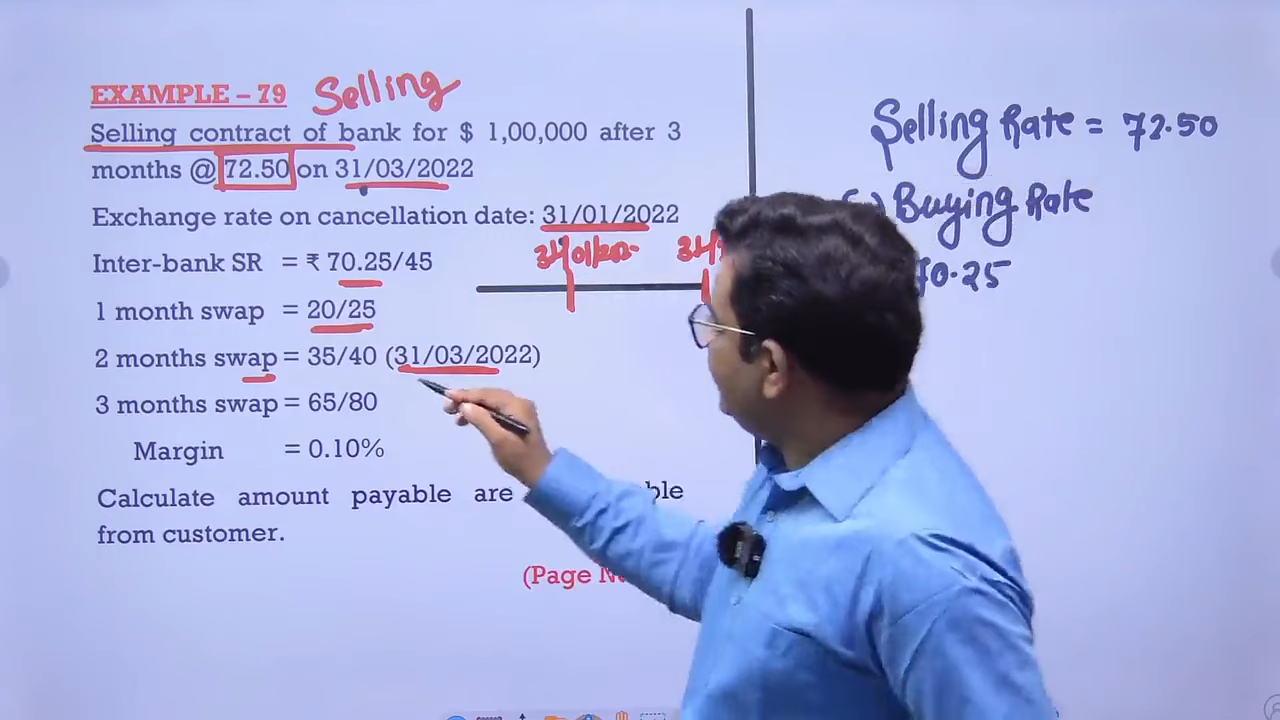 EXAMPLE – 79 Selling
Selling contract of bank for $ 1,00,000 after 3
months @ 72.50 on 31/03/2022
Exchange rate on cancellation date: 31/01/2022
Inter-bank SR = ₹ 70.25/45
1 month swap = 20/25
2 months swap = 35/40 (31/03/2022)
3 months swap = 65/80
Margin = 0.10%
Calculate amount payable are
from customer.
(Page
Selling Rate = 72.50
Buying Rate
70.25